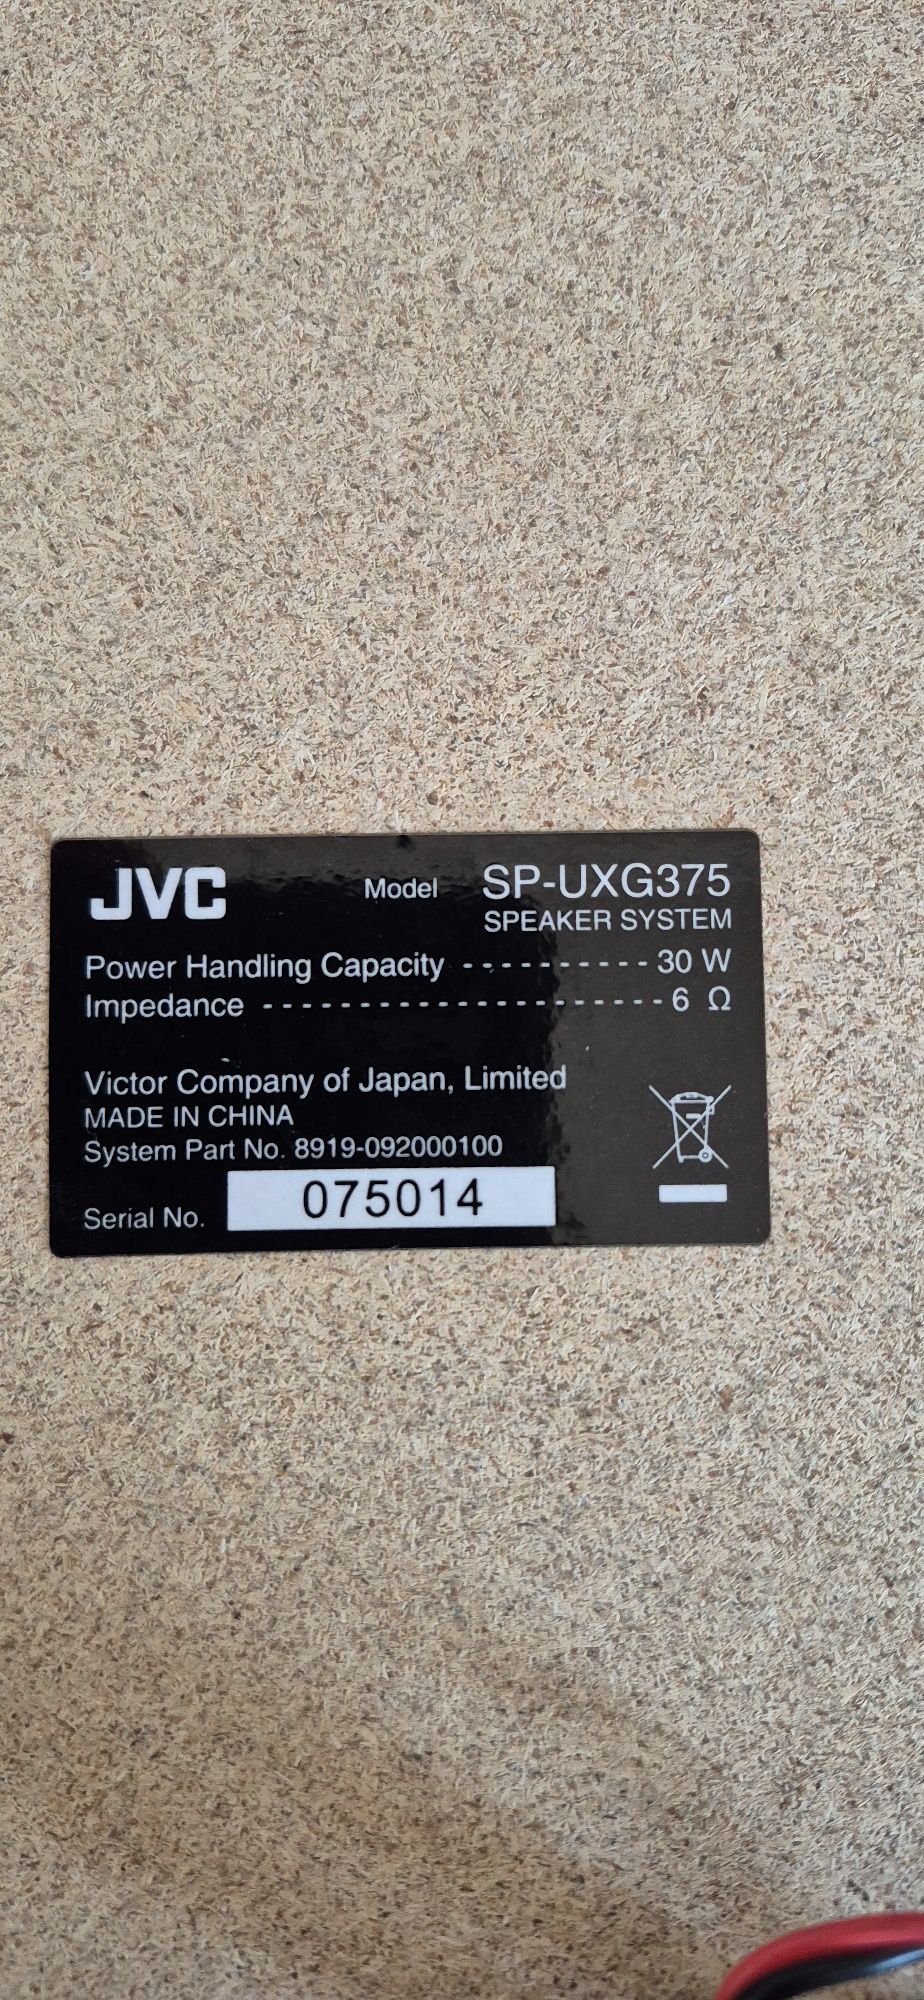 JVC Model SP-UXG375
SPEAKER SYSTEM
Power Handling Capacity ---------- 30 W
Impedance --------------------- 6 Ω
Victor Company of Japan, Limited
MADE IN CHINA
System Part No. 8919-092000100
Serial No. 075014